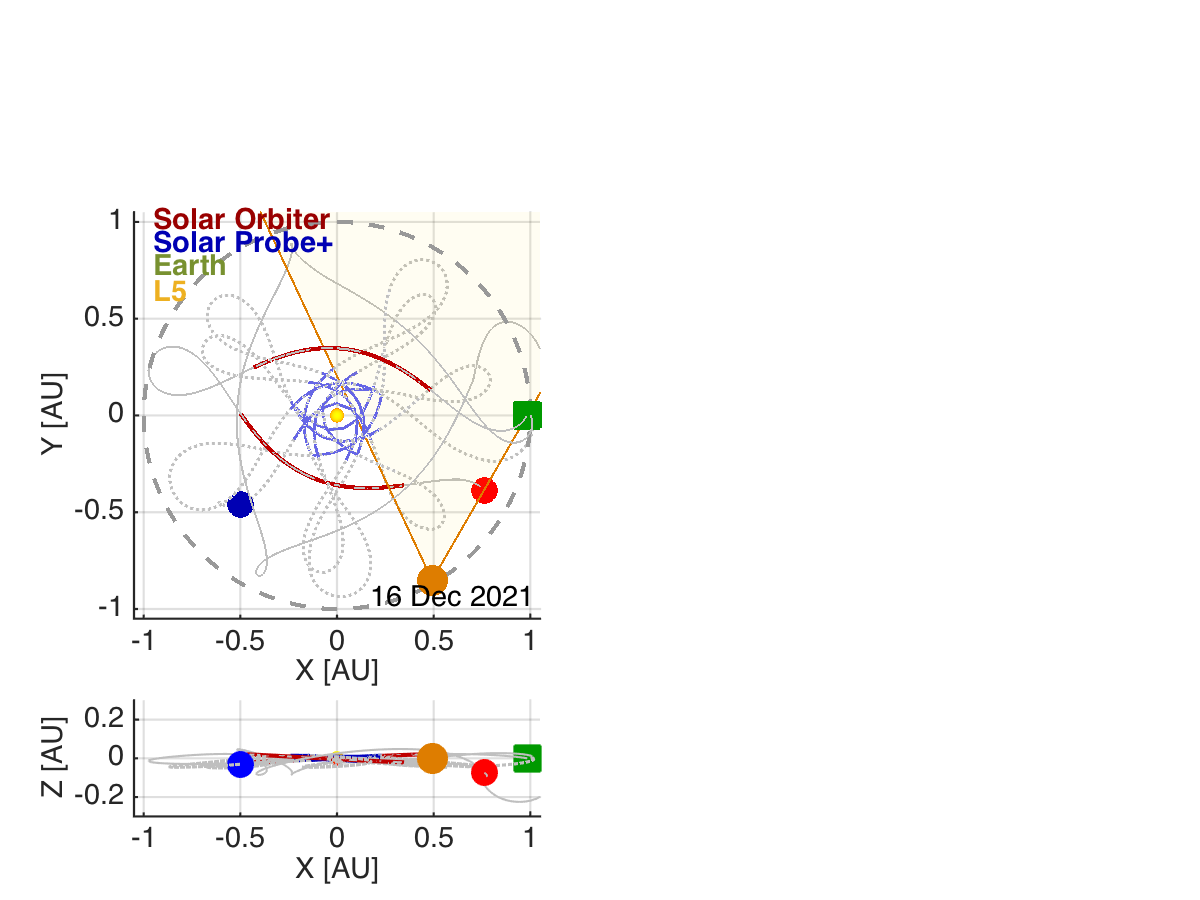 Solar Orbiter
Solar Probe+
Earth
L5
1
0.5
0
-0.5
-1
Y [AU]
16 Dec 2021
-1 -0.5 0 0.5 1
X [AU]
0.2
0
-0.2
Z [AU]
-1 -0.5 0 0.5 1
X [AU]